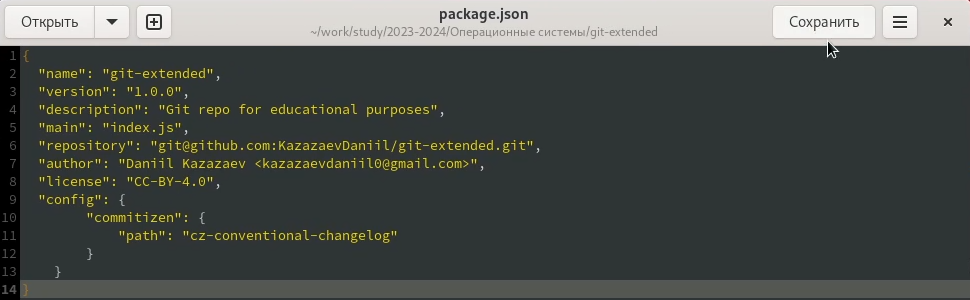 Открыть
package.json
~/work/study/2023-2024/Операционные системы/git-extended
Сохранить
1 {
2   "name": "git-extended",
3   "version": "1.0.0",
4   "description": "Git repo for educational purposes",
5   "main": "index.js",
6   "repository": "git@github.com:KazazaevDaniil/git-extended.git",
7   "author": "Daniil Kazazaev <kazazaevdaniil0@gmail.com>",
8   "license": "CC-BY-4.0",
9   "config": {
10         "commitizen": {
11             "path": "cz-conventional-changelog"
12         }
13     }
14 }